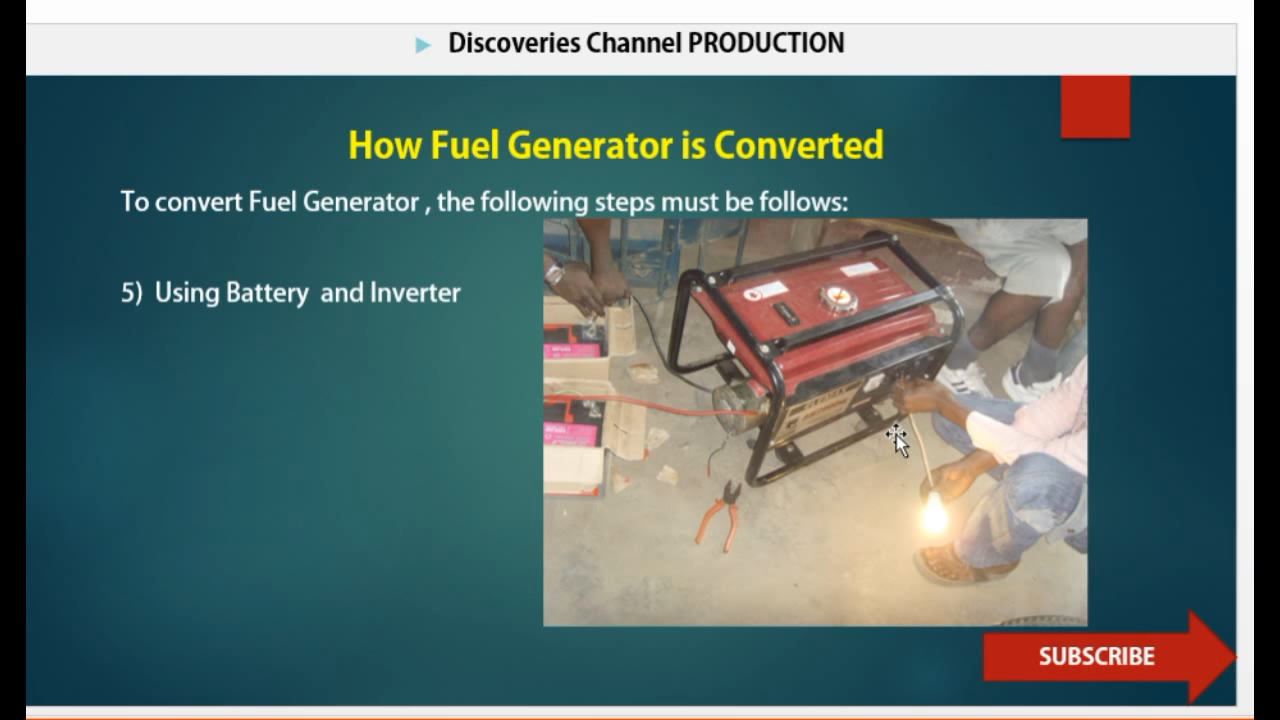 Discoveries Channel PRODUCTION
How Fuel Generator is Converted
To convert Fuel Generator , the following steps must be follows:
5) Using Battery and Inverter
SUBSCRIBE